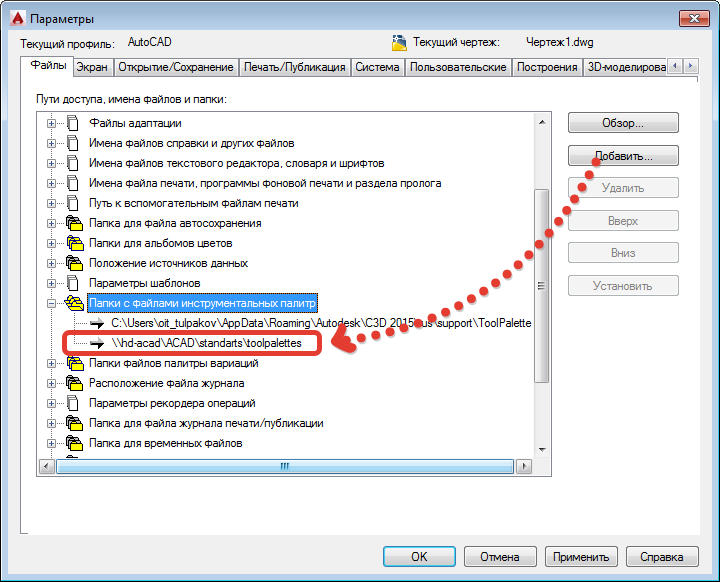 Параметры
Текущий профиль: AutoCAD Текущий чертеж: Чертеж1.dwg
Файлы Экран Открытие/Сохранение Печать/Публикация Система Пользовательские Построения 3D-моделирова
Пути доступа, имена файлов и папки:
Файлы адаптации
Имена файлов справки и других файлов
Имена файлов текстового редактора, словаря и шрифтов
Имена файла печати, программы фоновой печати и раздела пролога
Путь к вспомогательным файлам печати
Папка для файла автосохранения
Папки для альбомов цветов
Положение источников данных
Параметры шаблонов
Папки с файлами инструментальных палитр
C:\Users\oit_tulpakov\AppData\Roaming\Autodesk\C3D 2015\rus\support\ToolPalette
\\hd-acad\ACAD\standarts\toolpalettes
Папки файлов палитры вариаций
Расположение файла журнала
Параметры рекордера операций
Папка для файла журнала печати/публикации
Папка для временных файлов
Обзор...
Добавить...
Удалить
Вверх
Вниз
Установить
OK Отмена Применить Справка